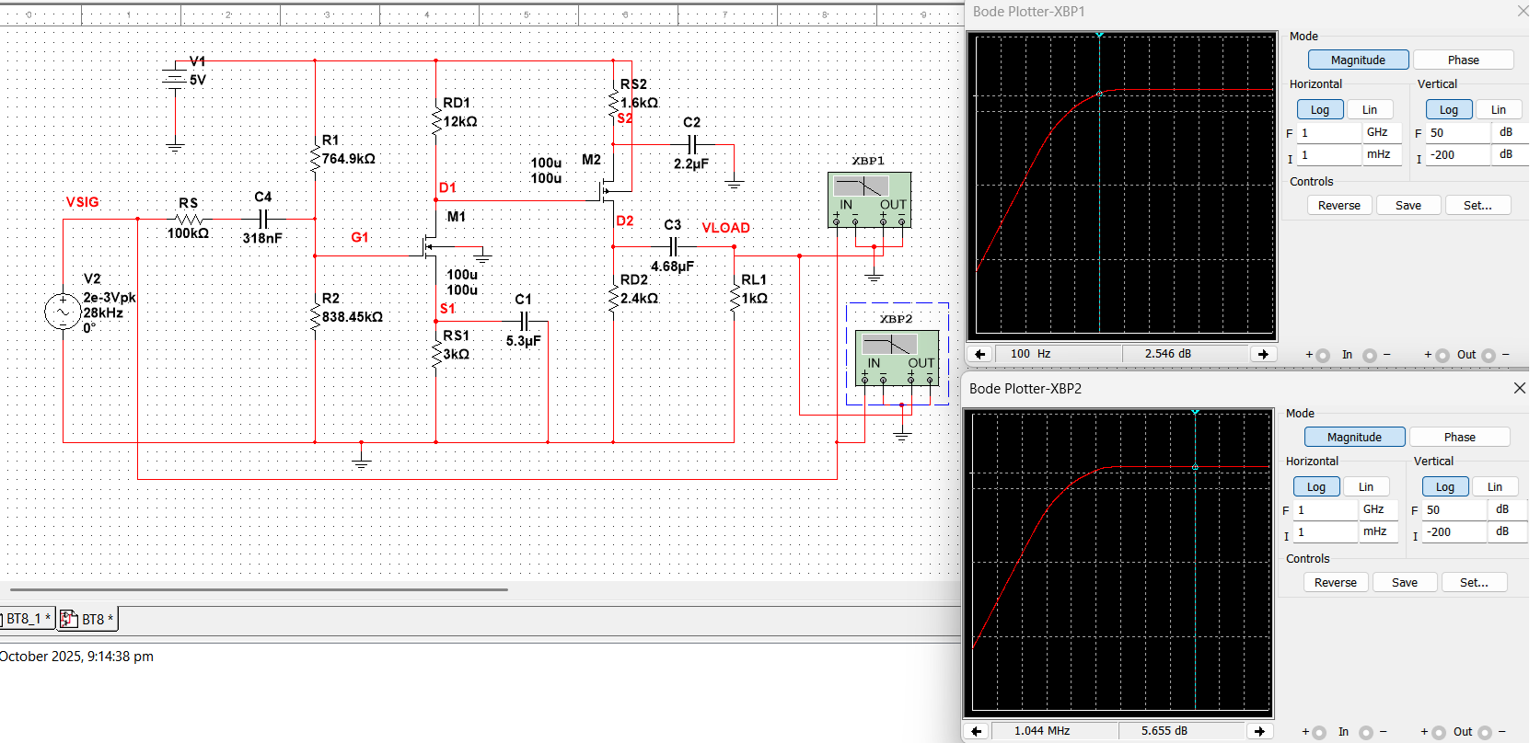 0 1 2 3 4 5 6 7 8 9
V1
5V
RD1
12kΩ
RS2
1.6kΩ
S2
R1
764.9kΩ
C2
2.2µF
100u
100u
M2
D1
VSIG
RS
100kΩ
C4
318nF
G1
M1
D2
C3
4.68µF
VLOAD
XBP1
IN OUT
+ − + −
V2
2e-3Vpk
28kHz
0°
+
−
R2
838.45kΩ
100u
100u
S1
C1
5.3µF
RS1
3kΩ
RD2
2.4kΩ
RL1
1kΩ
XBP2
IN OUT
+ − + −
BT8_1 *
BT8 *
October 2025, 9:14:38 pm
Bode Plotter-XBP1
Mode
Magnitude Phase
Horizontal Vertical
Log Lin Log Lin
F 1 GHz F 50 dB
I 1 mHz I -200 dB
Controls
Reverse Save Set...
100 Hz 2.546 dB
+ In − + Out −
Bode Plotter-XBP2
Mode
Magnitude Phase
Horizontal Vertical
Log Lin Log Lin
F 1 GHz F 50 dB
I 1 mHz I -200 dB
Controls
Reverse Save Set...
1.044 MHz 5.655 dB
+ In − + Out −